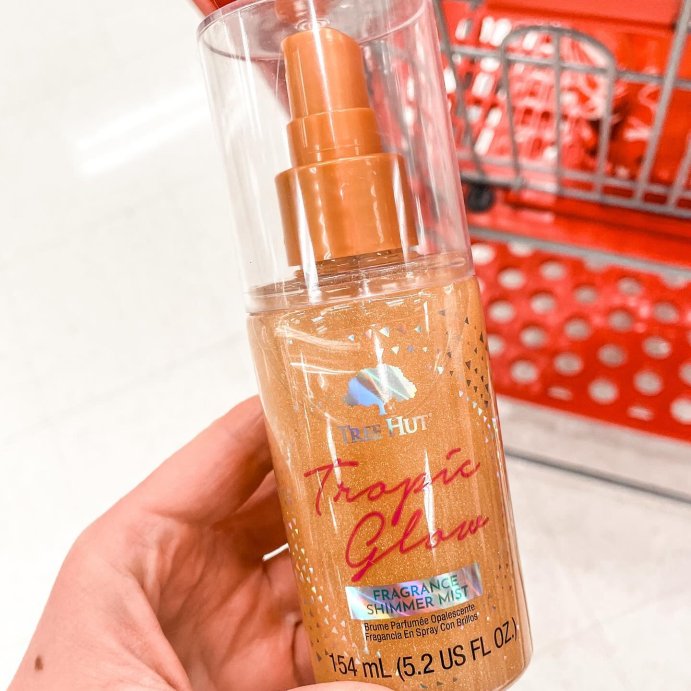 TREE HUT®
Tropic
Glow
FRAGRANCE
SHIMMER MIST
Brume Parfumée Opalescente
Fragancia En Spray Con Brillos
154 mL (5.2 US FL OZ.)